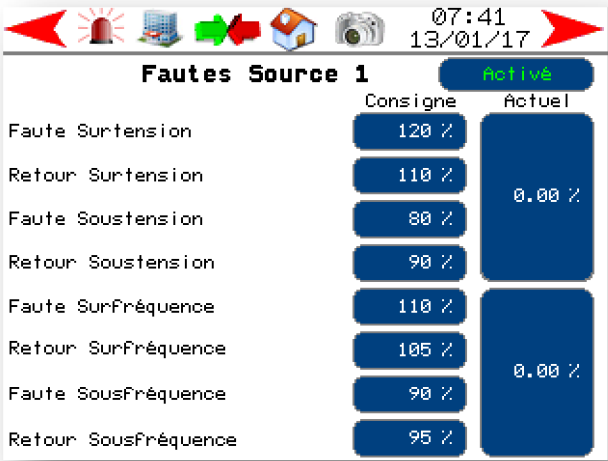 07:41
13/01/17
Fautes Source 1 Activé
Consigne Actuel
Faute Surtension 120 %
Retour Surtension 110 %
0.00 %
Faute Soustension 80 %
Retour Soustension 90 %
Faute Surfréquence 110 %
Retour Surfréquence 105 %
0.00 %
Faute Sousfréquence 90 %
Retour Sousfréquence 95 %